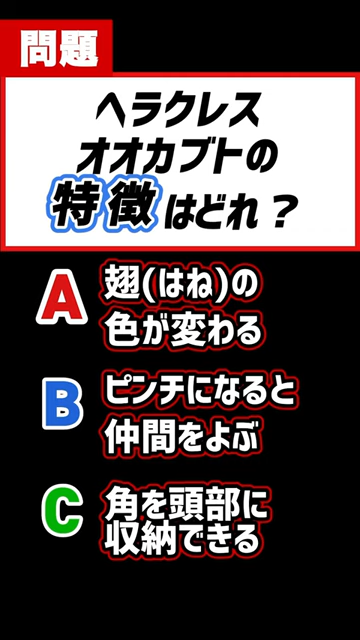 問題
ヘラクレス
オオカブトの
特徴はどれ？
A 翅(はね)の
色が変わる
B ピンチになると
仲間をよぶ
C 角を頭部に
収納できる